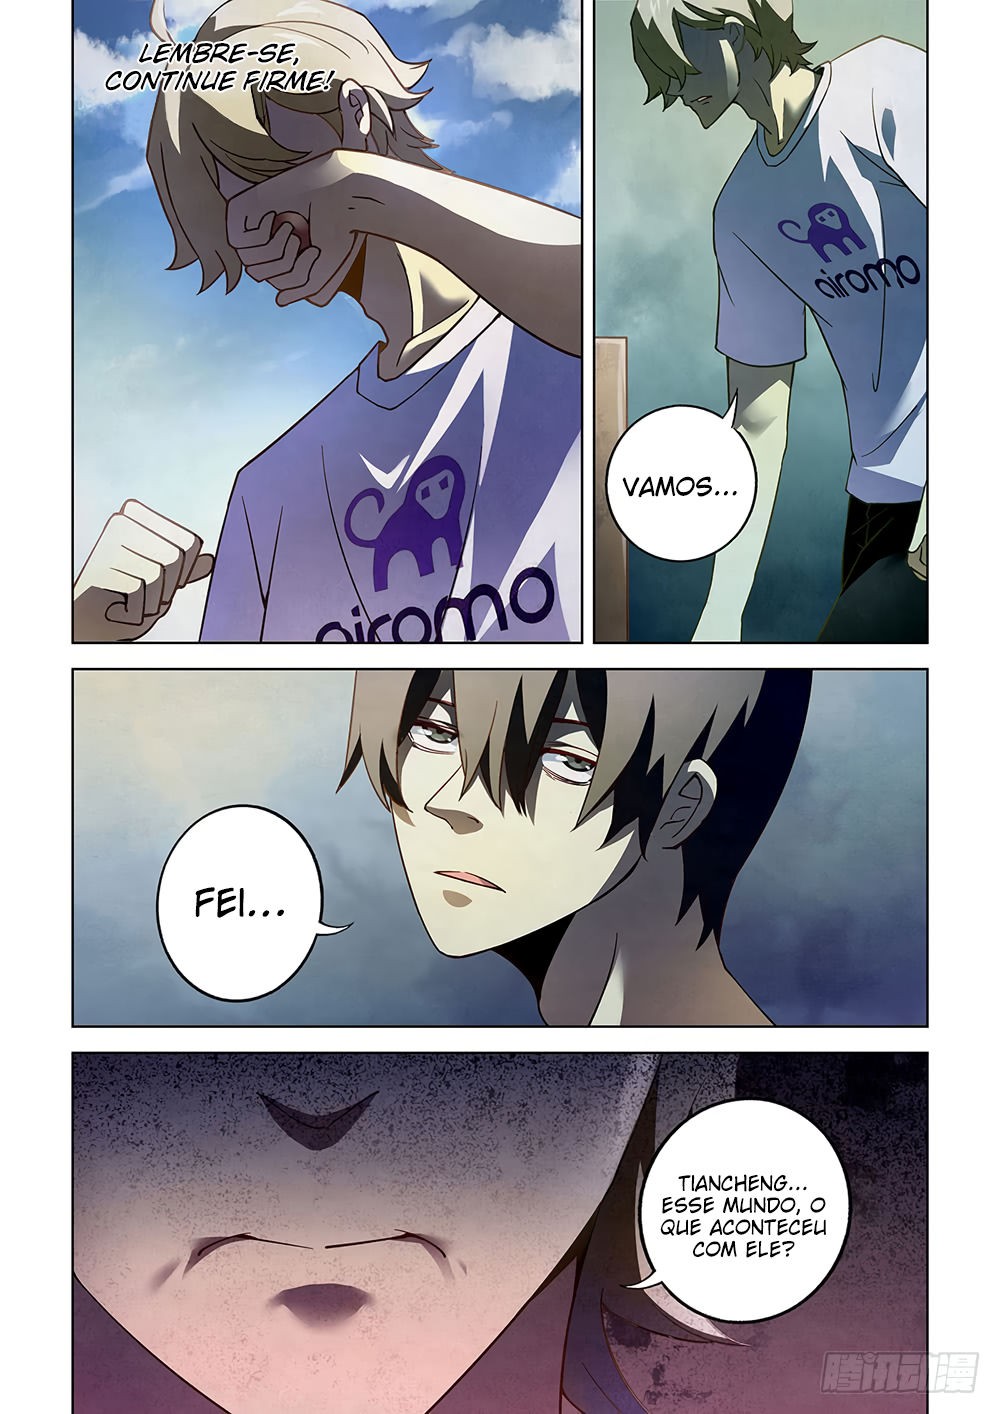 LEMBRE-SE,
CONTINUE FIRME!
airomo
airomo
VAMOS...
FEI...
TIANCHENG...
ESSE MUNDO, O
QUE ACONTECEU
COM ELE?
腾讯动漫